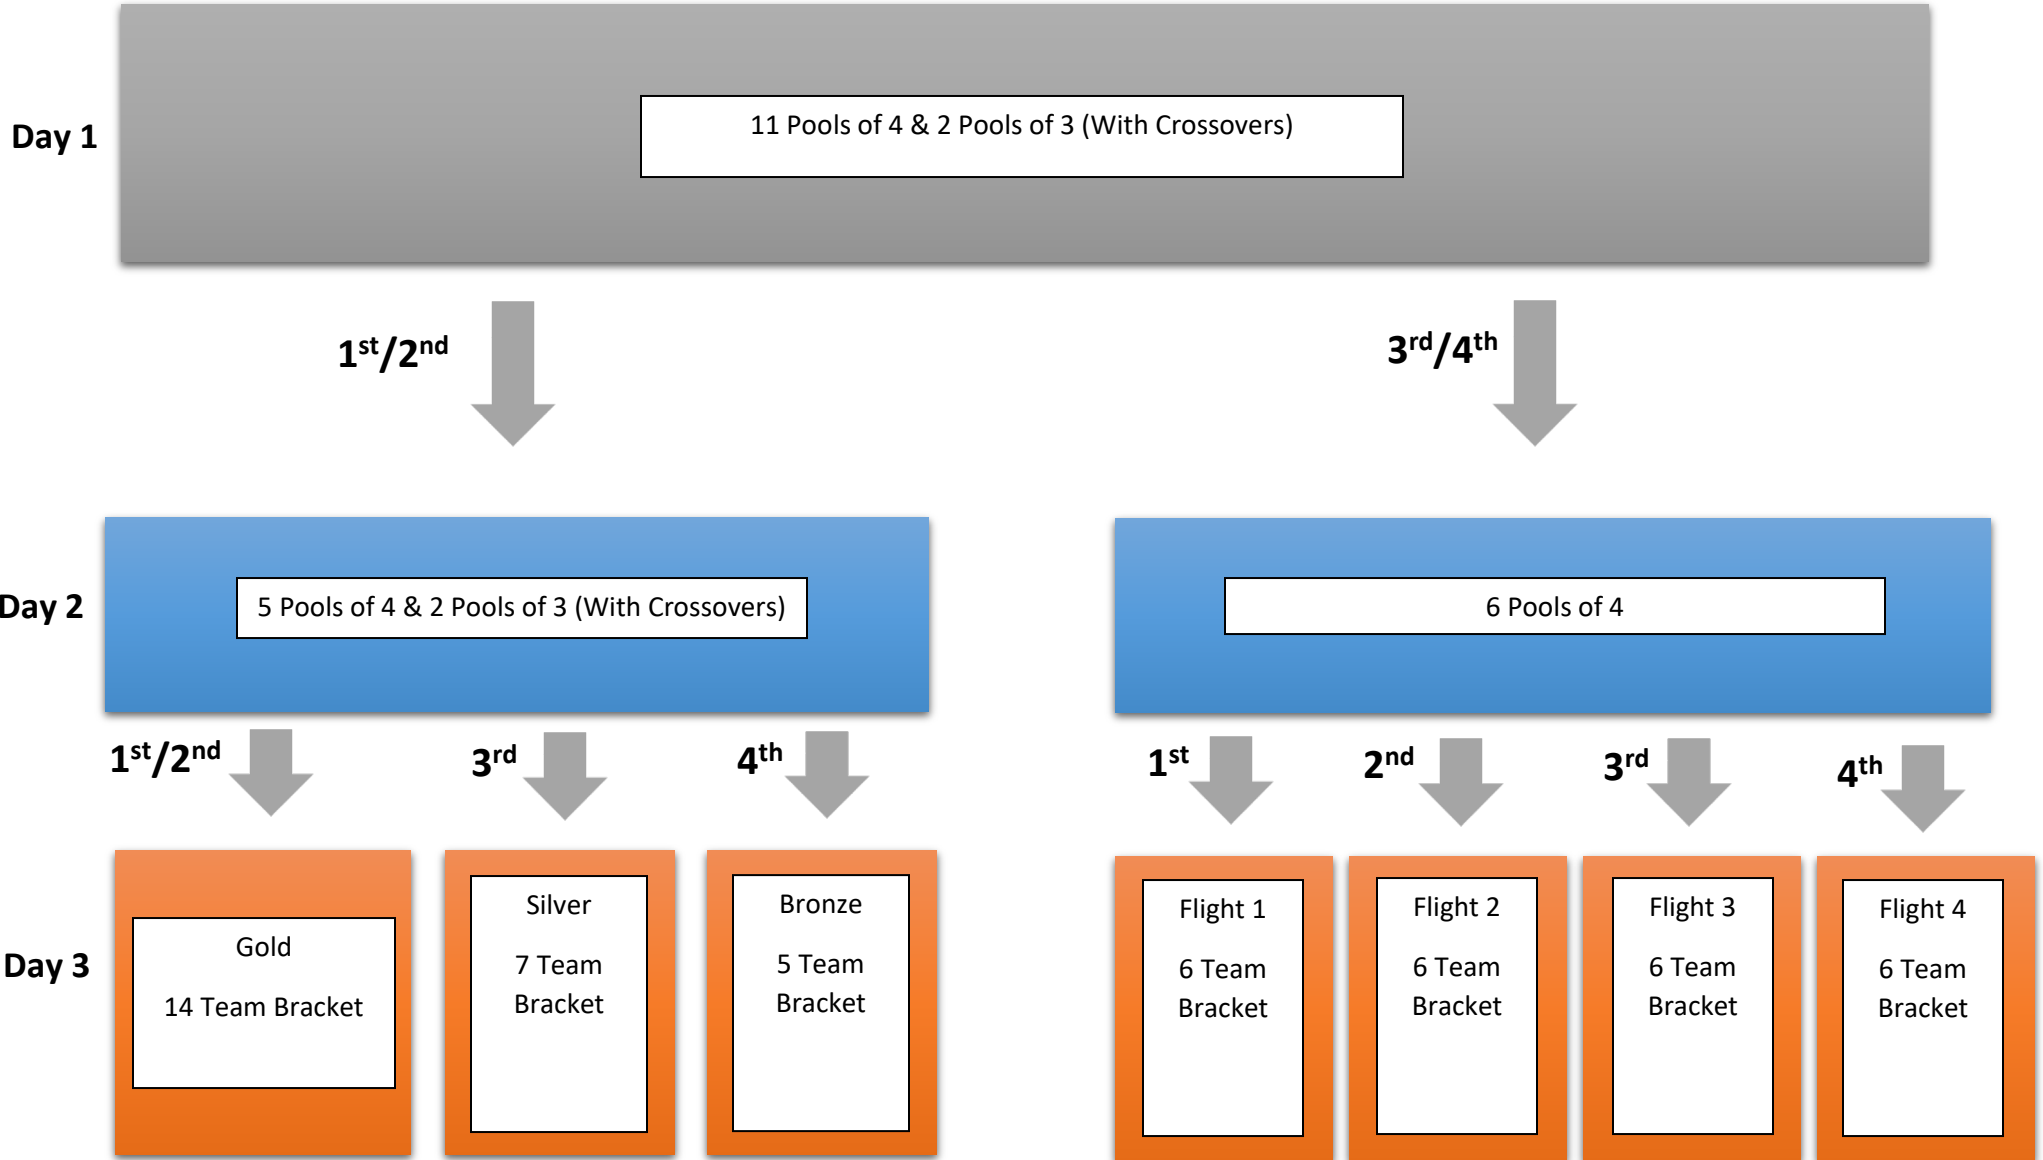 Day 1
11 Pools of 4 & 2 Pools of 3 (With Crossovers)
1st/2nd
3rd/4th
Day 2
5 Pools of 4 & 2 Pools of 3 (With Crossovers)
6 Pools of 4
1st/2nd
3rd
4th
1st
2nd
3rd
4th
Day 3
Gold
14 Team Bracket
Silver
7 Team
Bracket
Bronze
5 Team
Bracket
Flight 1
6 Team
Bracket
Flight 2
6 Team
Bracket
Flight 3
6 Team
Bracket
Flight 4
6 Team
Bracket